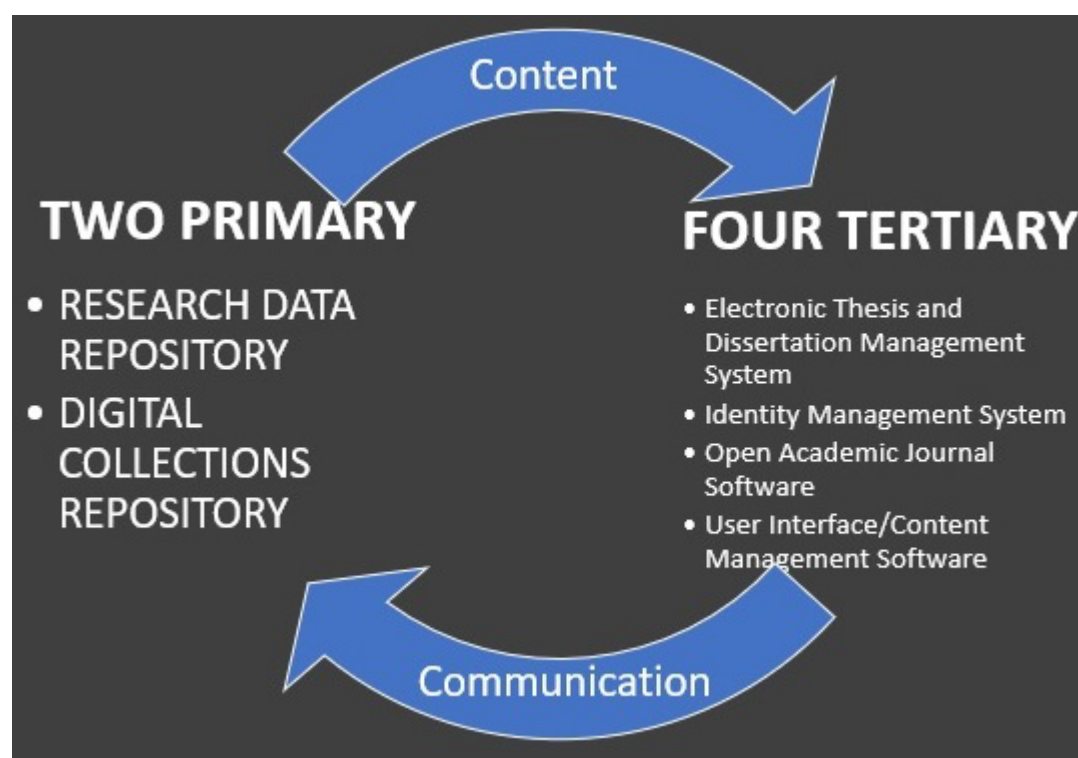 Content
TWO PRIMARY
• RESEARCH DATA
REPOSITORY
• DIGITAL
COLLECTIONS
REPOSITORY
FOUR TERTIARY
• Electronic Thesis and
Dissertation Management
System
• Identity Management System
• Open Academic Journal
Software
• User Interface/Content
Management Software
Communication